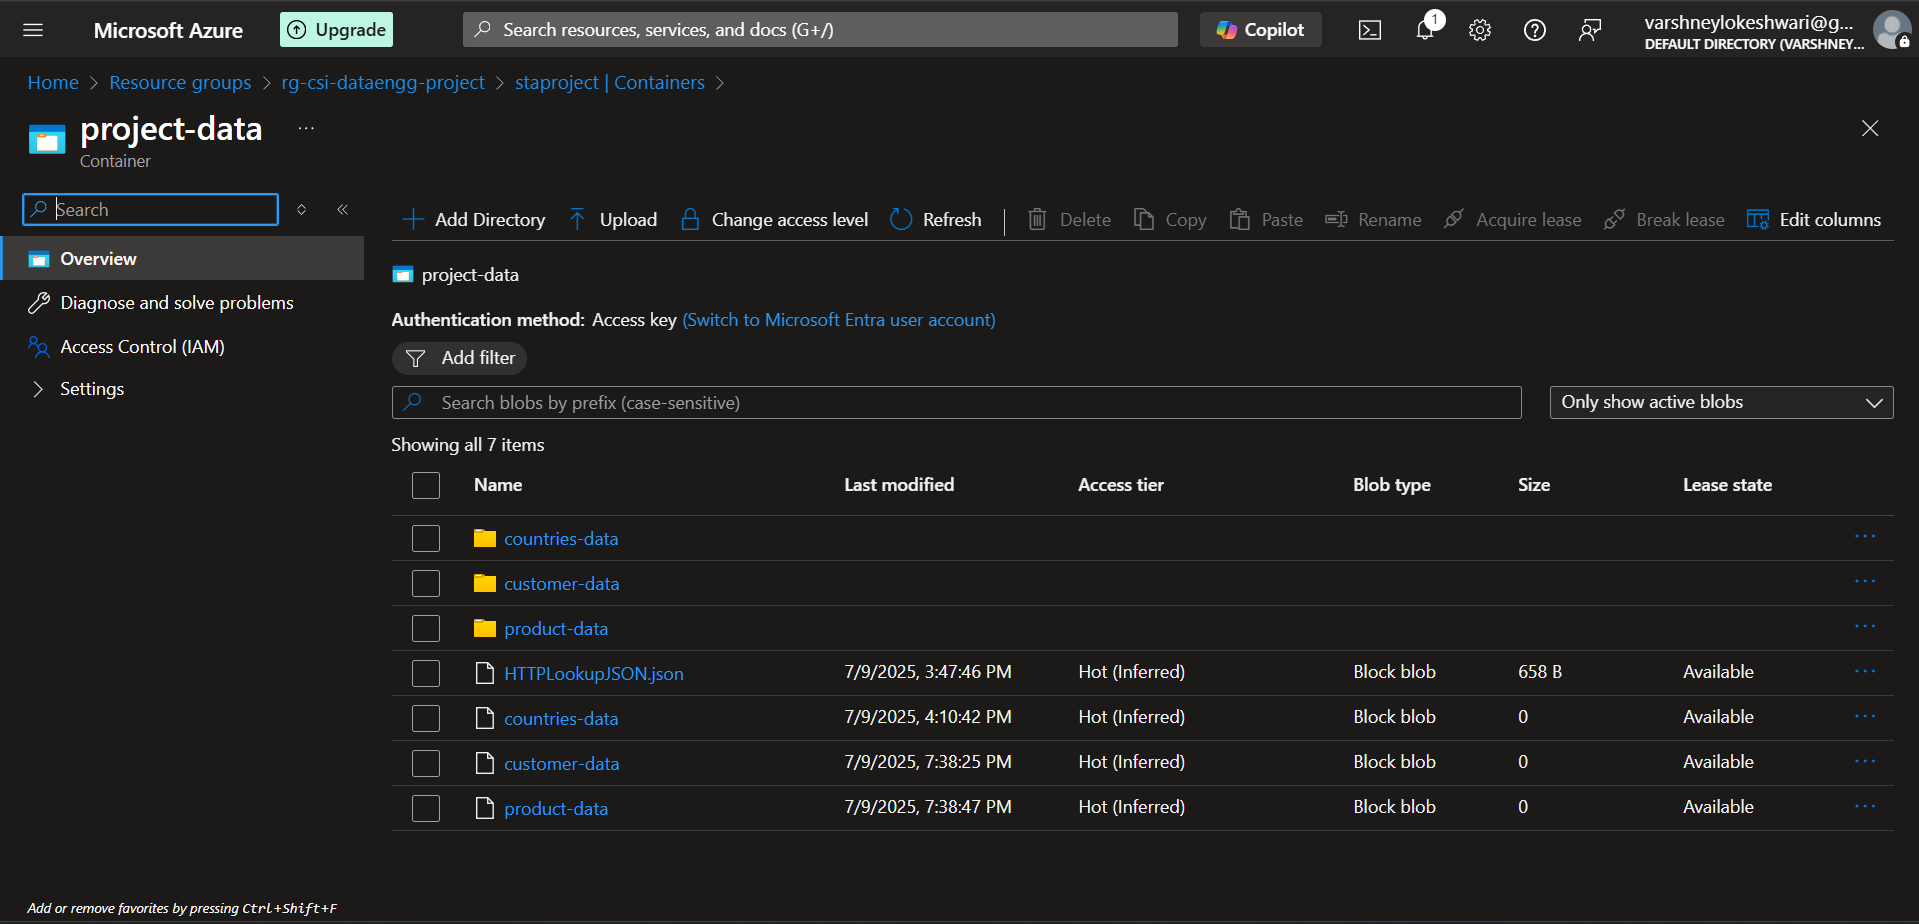 Microsoft Azure
Upgrade
Search resources, services, and docs (G+/)
Copilot
1
varshneylokeshwari@g...
DEFAULT DIRECTORY (VARSHNEY,...
Home > Resource groups > rg-csi-dataengg-project > staproject | Containers >
project-data ...
Container
Search
Overview
Diagnose and solve problems
Access Control (IAM)
Settings
Add Directory Upload Change access level Refresh Delete Copy Paste Rename Acquire lease Break lease Edit columns
project-data
Authentication method: Access key (Switch to Microsoft Entra user account)
Add filter
Search blobs by prefix (case-sensitive)
Only show active blobs
Showing all 7 items
Name Last modified Access tier Blob type Size Lease state
countries-data ...
customer-data ...
product-data ...
HTTPLookupJSON.json 7/9/2025, 3:47:46 PM Hot (Inferred) Block blob 658 B Available ...
countries-data 7/9/2025, 4:10:42 PM Hot (Inferred) Block blob 0 Available ...
customer-data 7/9/2025, 7:38:25 PM Hot (Inferred) Block blob 0 Available ...
product-data 7/9/2025, 7:38:47 PM Hot (Inferred) Block blob 0 Available ...
Add or remove favorites by pressing Ctrl+Shift+F